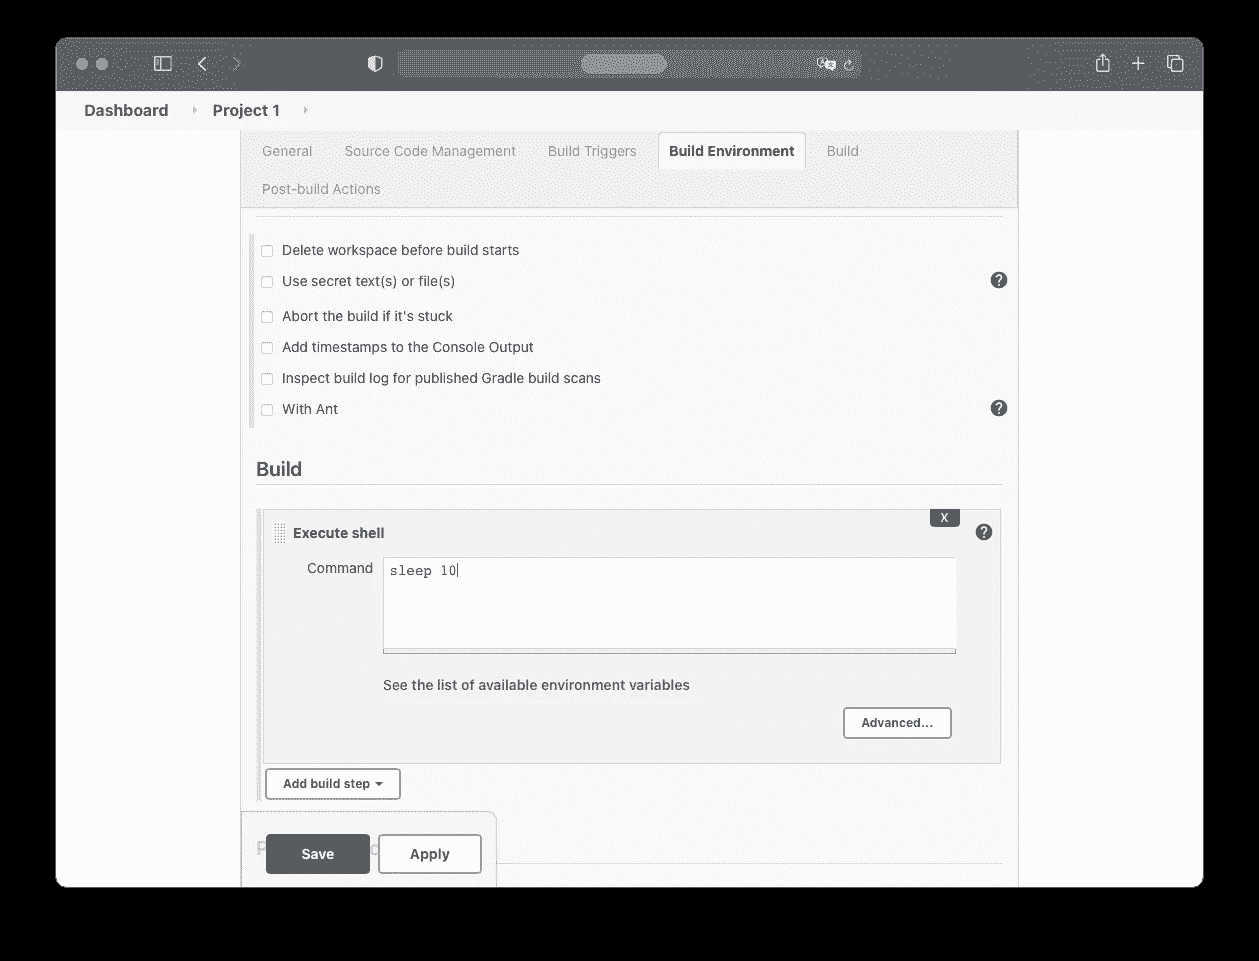 Dashboard Project 1
General Source Code Management Build Triggers Build Environment Build
Post-build Actions
Delete workspace before build starts
Use secret text(s) or file(s) ?
Abort the build if it's stuck
Add timestamps to the Console Output
Inspect build log for published Gradle build scans
With Ant ?
Build
X
Execute shell ?
Command sleep 10
See the list of available environment variables
Advanced...
Add build step
Save Apply